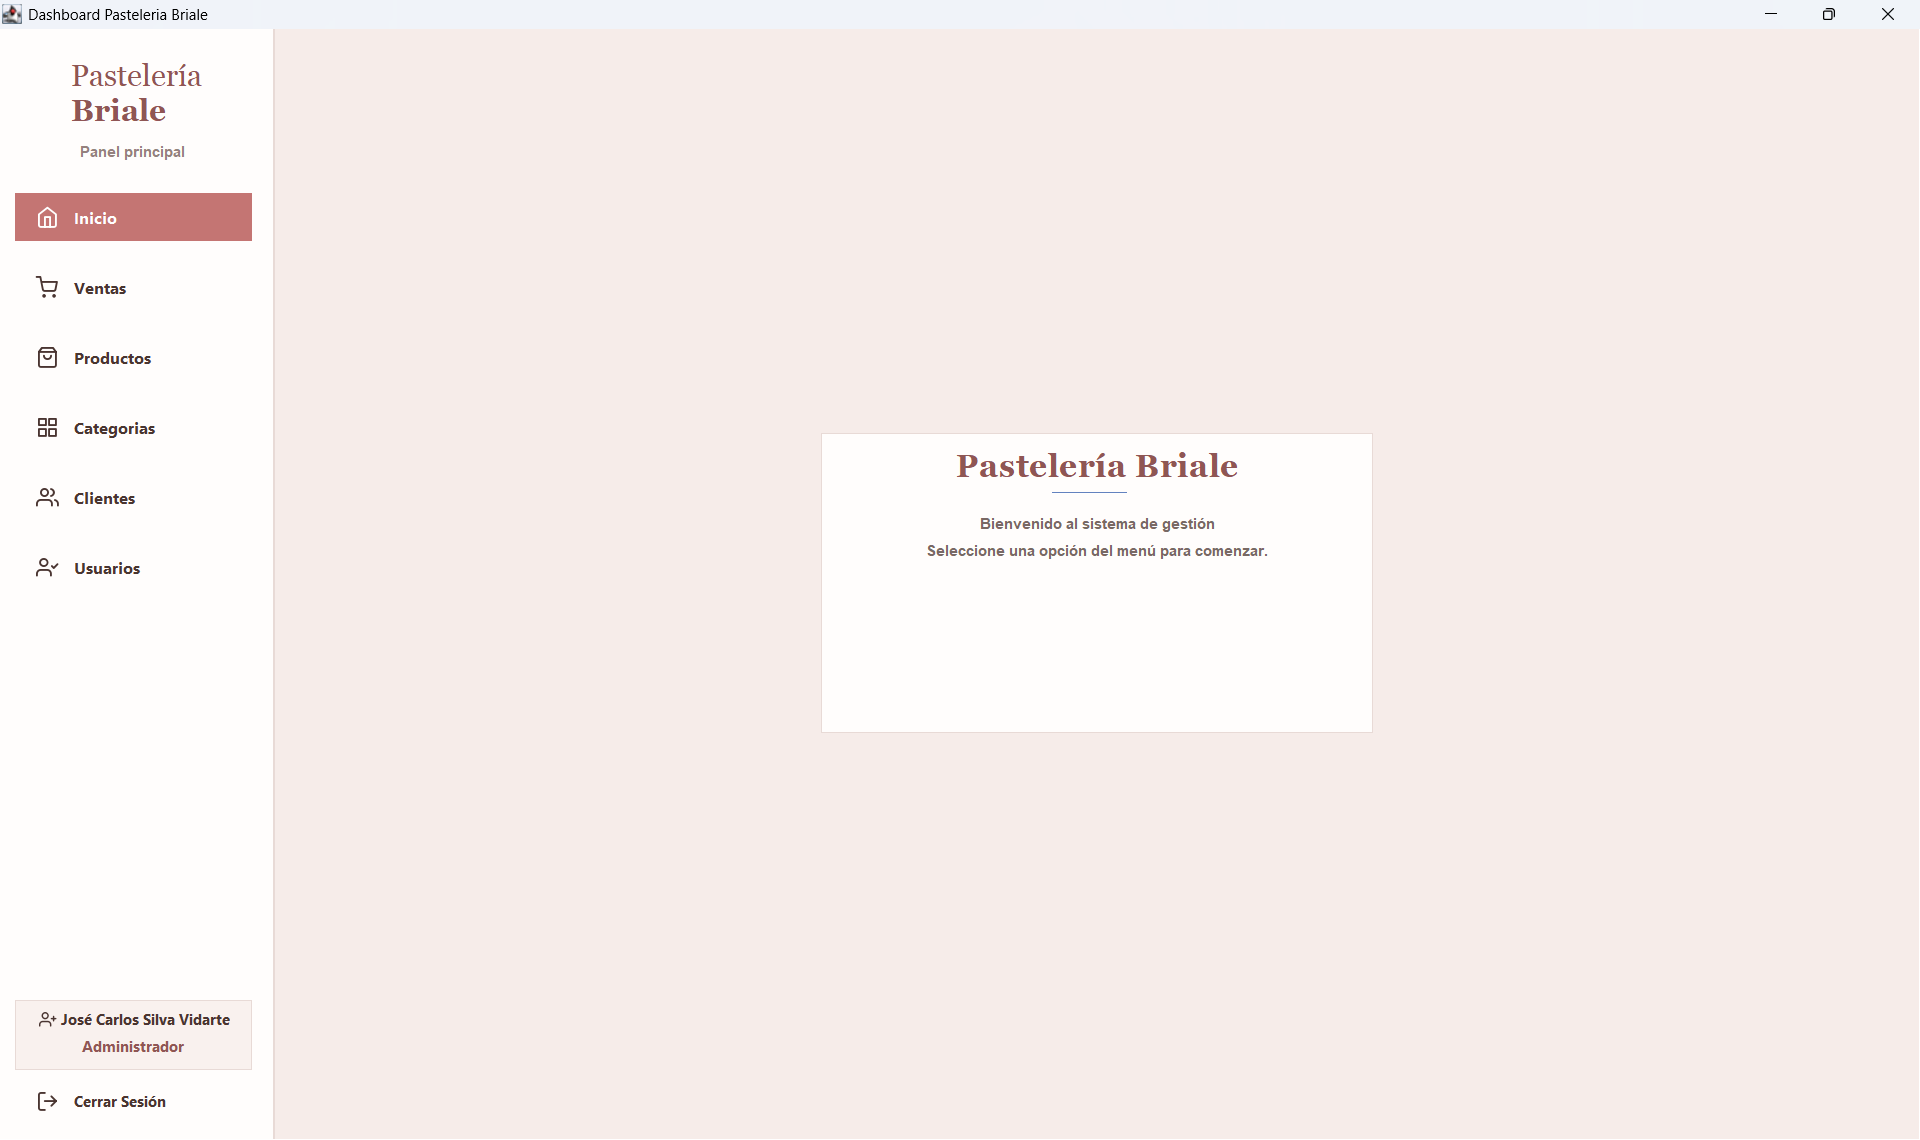 Dashboard Pasteleria Briale
Pastelería
Briale
Panel principal
Inicio
Ventas
Productos
Categorias
Clientes
Usuarios
José Carlos Silva Vidarte
Administrador
Cerrar Sesión
Pastelería Briale
Bienvenido al sistema de gestión
Seleccione una opción del menú para comenzar.